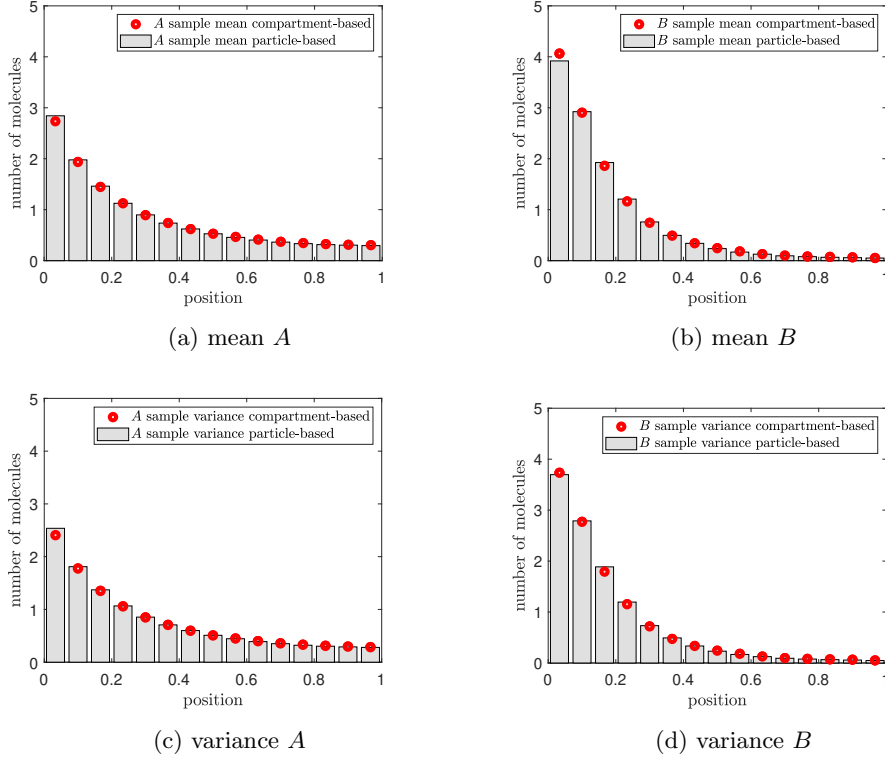 A sample mean compartment-based
A sample mean particle-based
number of molecules
5
4
3
2
1
0
0 0.2 0.4 0.6 0.8 1
position
(a) mean A
B sample mean compartment-based
B sample mean particle-based
number of molecules
5
4
3
2
1
0
0 0.2 0.4 0.6 0.8 1
position
(b) mean B
A sample variance compartment-based
A sample variance particle-based
number of molecules
5
4
3
2
1
0
0 0.2 0.4 0.6 0.8 1
position
(c) variance A
B sample variance compartment-based
B sample variance particle-based
number of molecules
5
4
3
2
1
0
0 0.2 0.4 0.6 0.8 1
position
(d) variance B